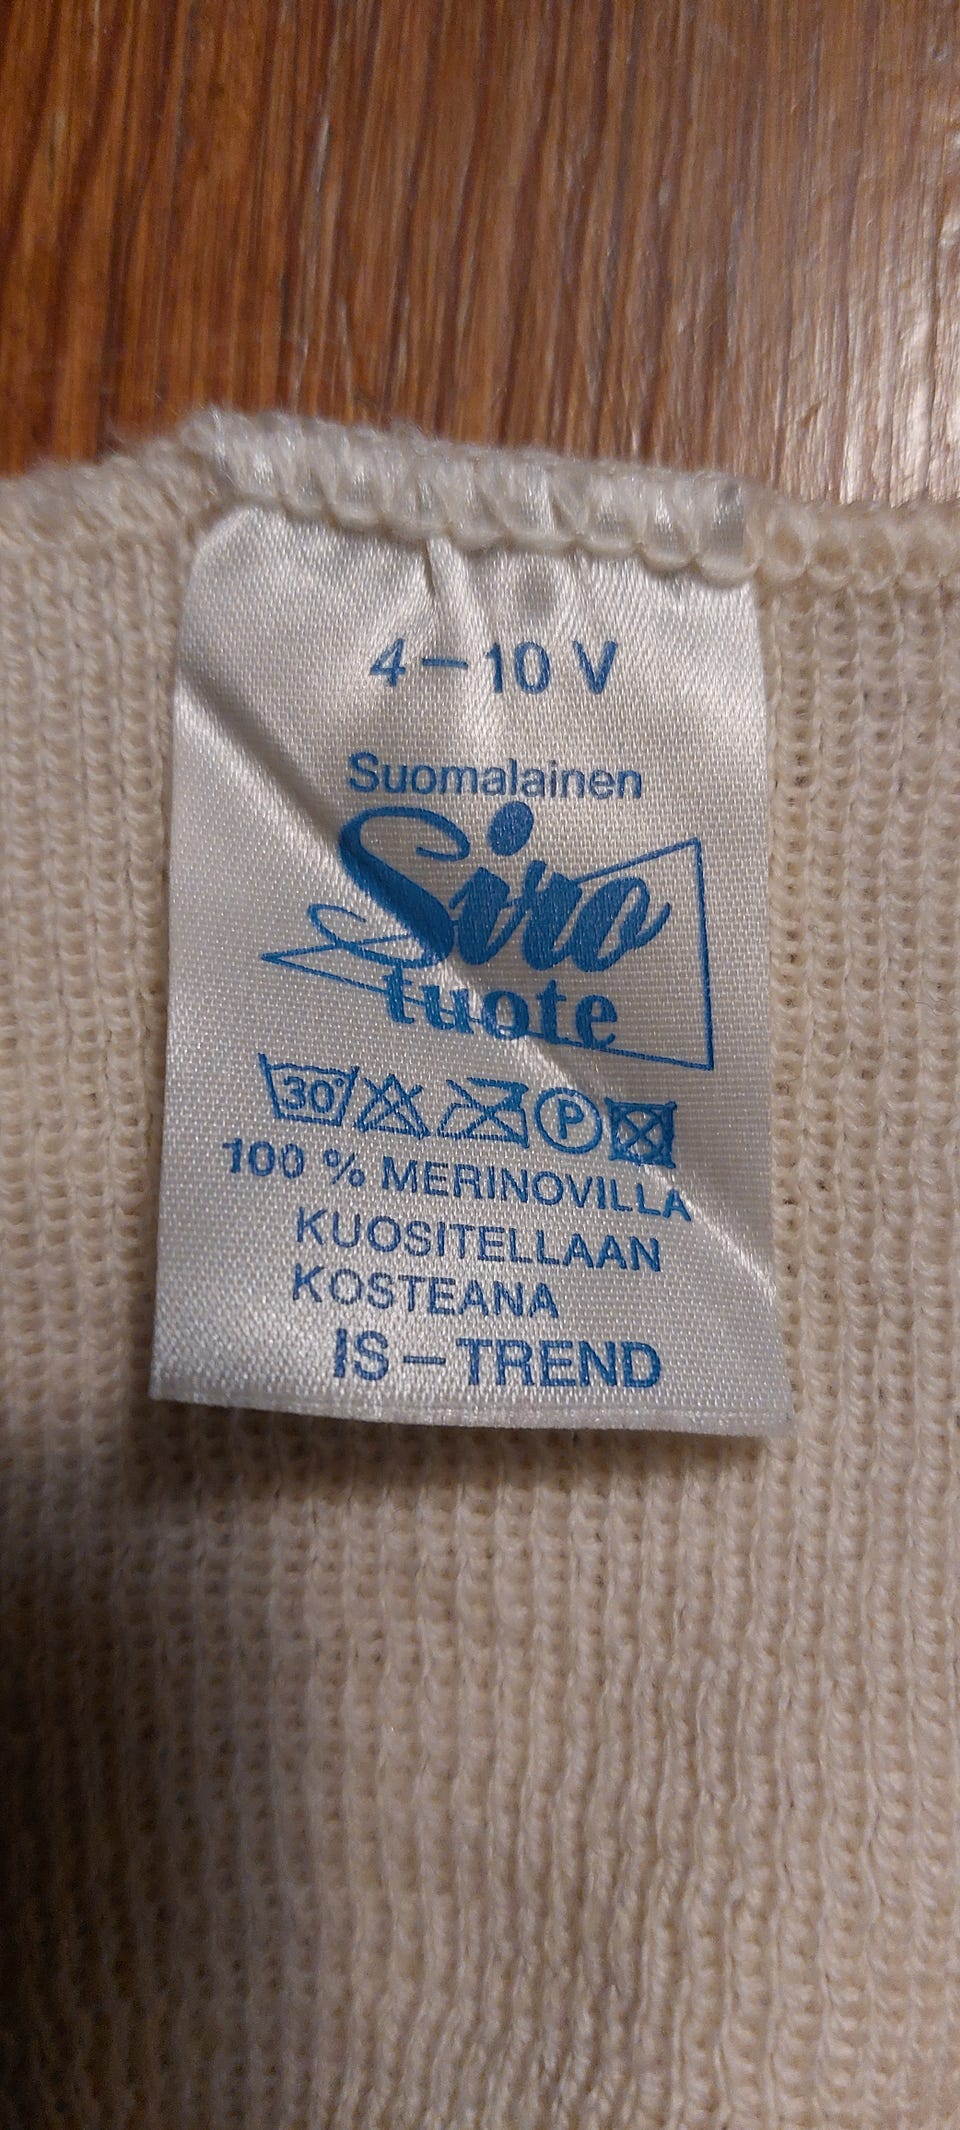 4-10 V
Suomalainen
Siro
tuote
30° P
100 % MERINOVILLA
KUOSITELLAAN
KOSTEANA
IS-TREND